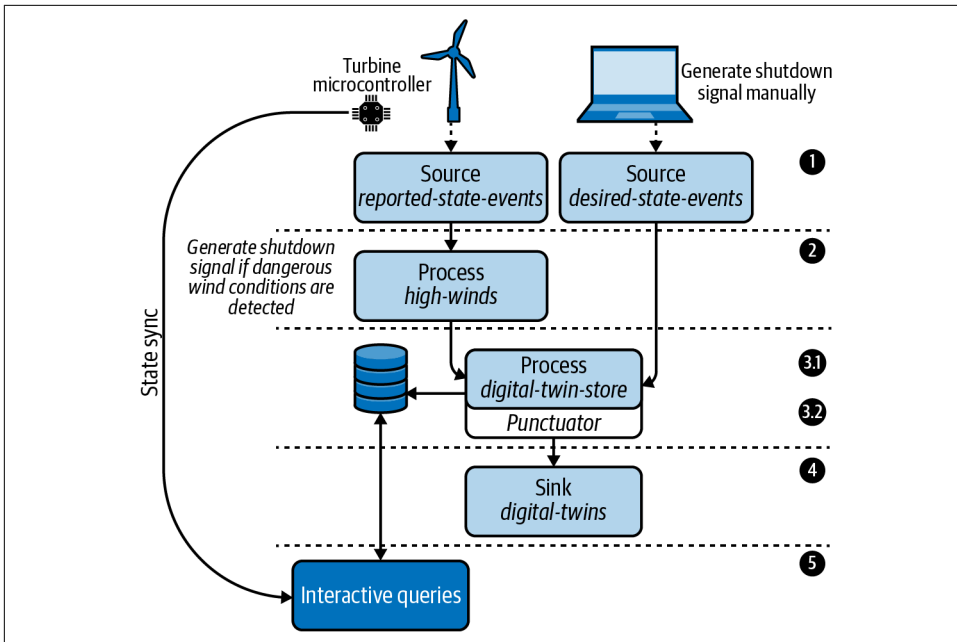 Turbine
microcontroller
Generate shutdown
signal manually
Source
reported-state-events
Source
desired-state-events
1
Generate shutdown
signal if dangerous
wind conditions are
detected
Process
high-winds
2
State sync
Process
digital-twin-store
3.1
Punctuator
3.2
Sink
digital-twins
4
Interactive queries
5